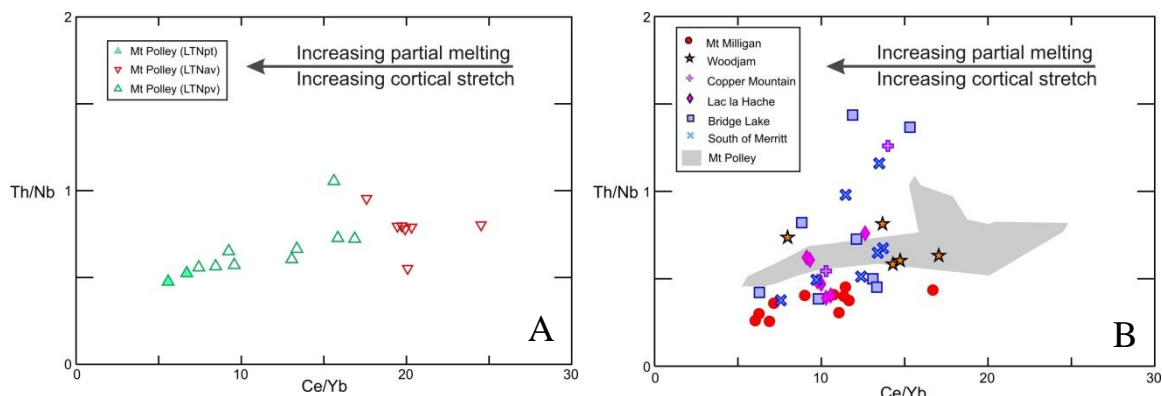 2
Mt Polley (LTNpt)
Mt Polley (LTNav)
Mt Polley (LTNpv)
Increasing partial melting
Increasing cortical stretch
Th/Nb
1
A
0
0
10
20
30
Ce/Yb
2
Mt Milligan
Woodjam
Copper Mountain
Lac la Hache
Bridge Lake
South of Merritt
Mt Polley
Increasing partial melting
Increasing cortical stretch
Th/Nb
1
B
0
0
10
20
30
Ce/Yb